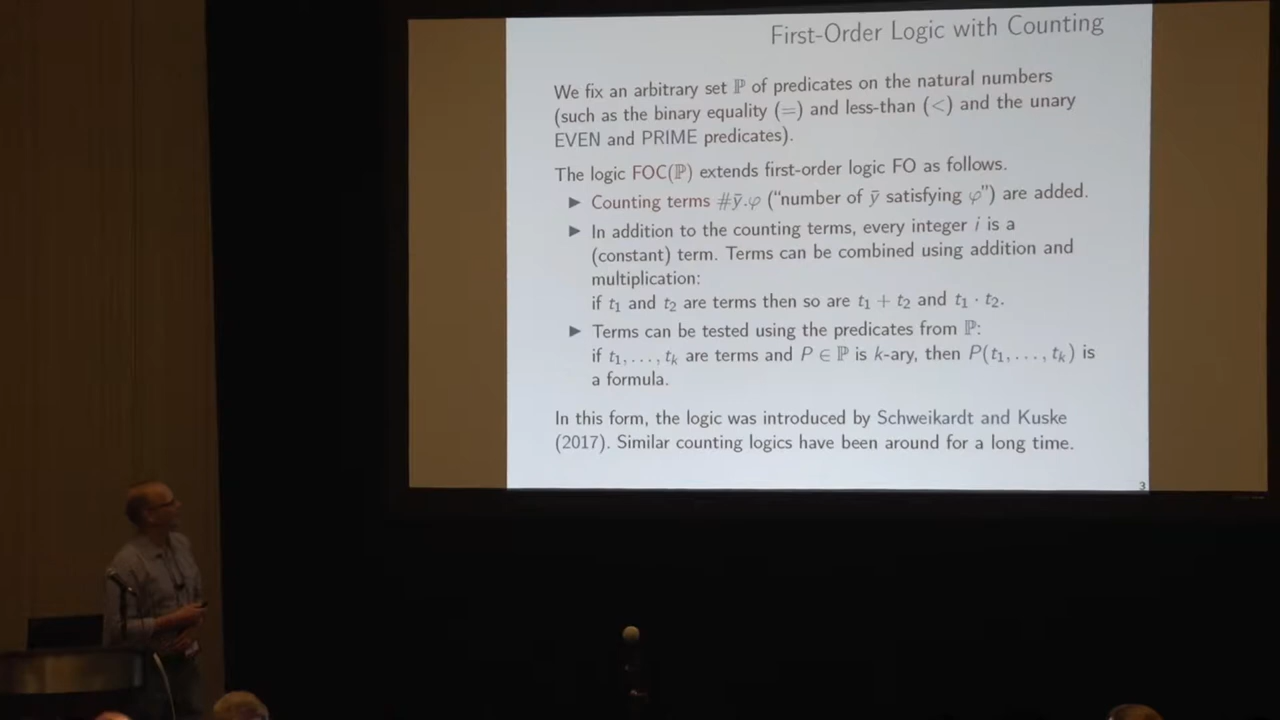 First-Order Logic with Counting
We fix an arbitrary set ℙ of predicates on the natural numbers
(such as the binary equality (=) and less-than (<) and the unary
EVEN and PRIME predicates).
The logic FOC(ℙ) extends first-order logic FO as follows.
▶ Counting terms #ȳ.φ (“number of ȳ satisfying φ”) are added.
▶ In addition to the counting terms, every integer i is a
(constant) term. Terms can be combined using addition and
multiplication:
if t₁ and t₂ are terms then so are t₁ + t₂ and t₁ · t₂.
▶ Terms can be tested using the predicates from ℙ:
if t₁, . . . , tₖ are terms and P ∈ ℙ is k-ary, then P(t₁, . . . , tₖ) is
a formula.
In this form, the logic was introduced by Schweikardt and Kuske
(2017). Similar counting logics have been around for a long time.
3